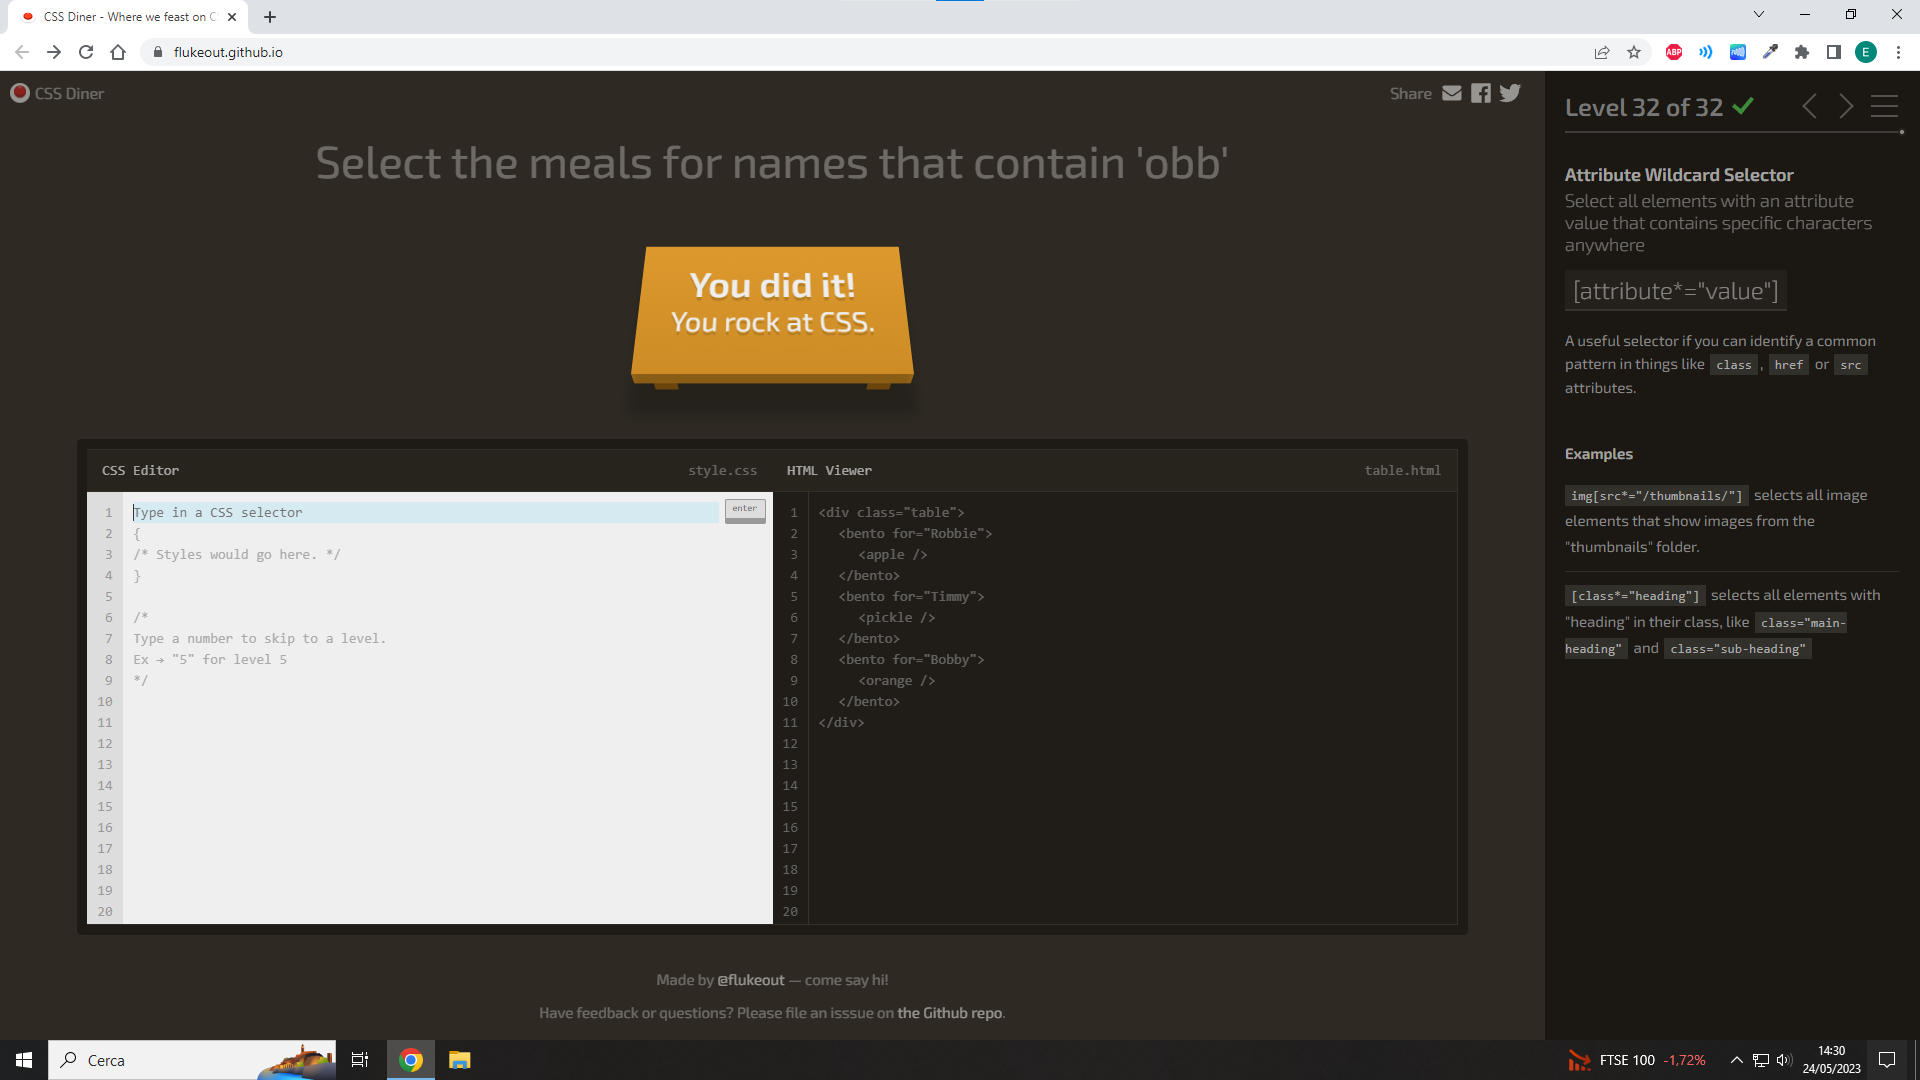 CSS Diner - Where we feast on
flukeout.github.io
ABP
E
CSS Diner
Share
Select the meals for names that contain 'obb'
You did it!
You rock at CSS.
CSS Editor
style.css
1 Type in a CSS selector
enter
2 {
3 /* Styles would go here. */
4 }
5
6 /*
7 Type a number to skip to a level.
8 Ex → "5" for level 5
9 */
10
11
12
13
14
15
16
17
18
19
20
HTML Viewer
table.html
1 <div class="table">
2 <bento for="Robbie">
3 <apple />
4 </bento>
5 <bento for="Timmy">
6 <pickle />
7 </bento>
8 <bento for="Bobby">
9 <orange />
10 </bento>
11 </div>
12
13
14
15
16
17
18
19
20
Made by @flukeout — come say hi!
Have feedback or questions? Please file an isssue on the Github repo.
Level 32 of 32
Attribute Wildcard Selector
Select all elements with an attribute
value that contains specific characters
anywhere
[attribute*="value"]
A useful selector if you can identify a common
pattern in things like class , href or src
attributes.
Examples
img[src*="/thumbnails/"] selects all image
elements that show images from the
"thumbnails" folder.
[class*="heading"] selects all elements with
"heading" in their class, like class="main-
heading" and class="sub-heading"
Cerca
FTSE 100 -1,72%
14:30
24/05/2023